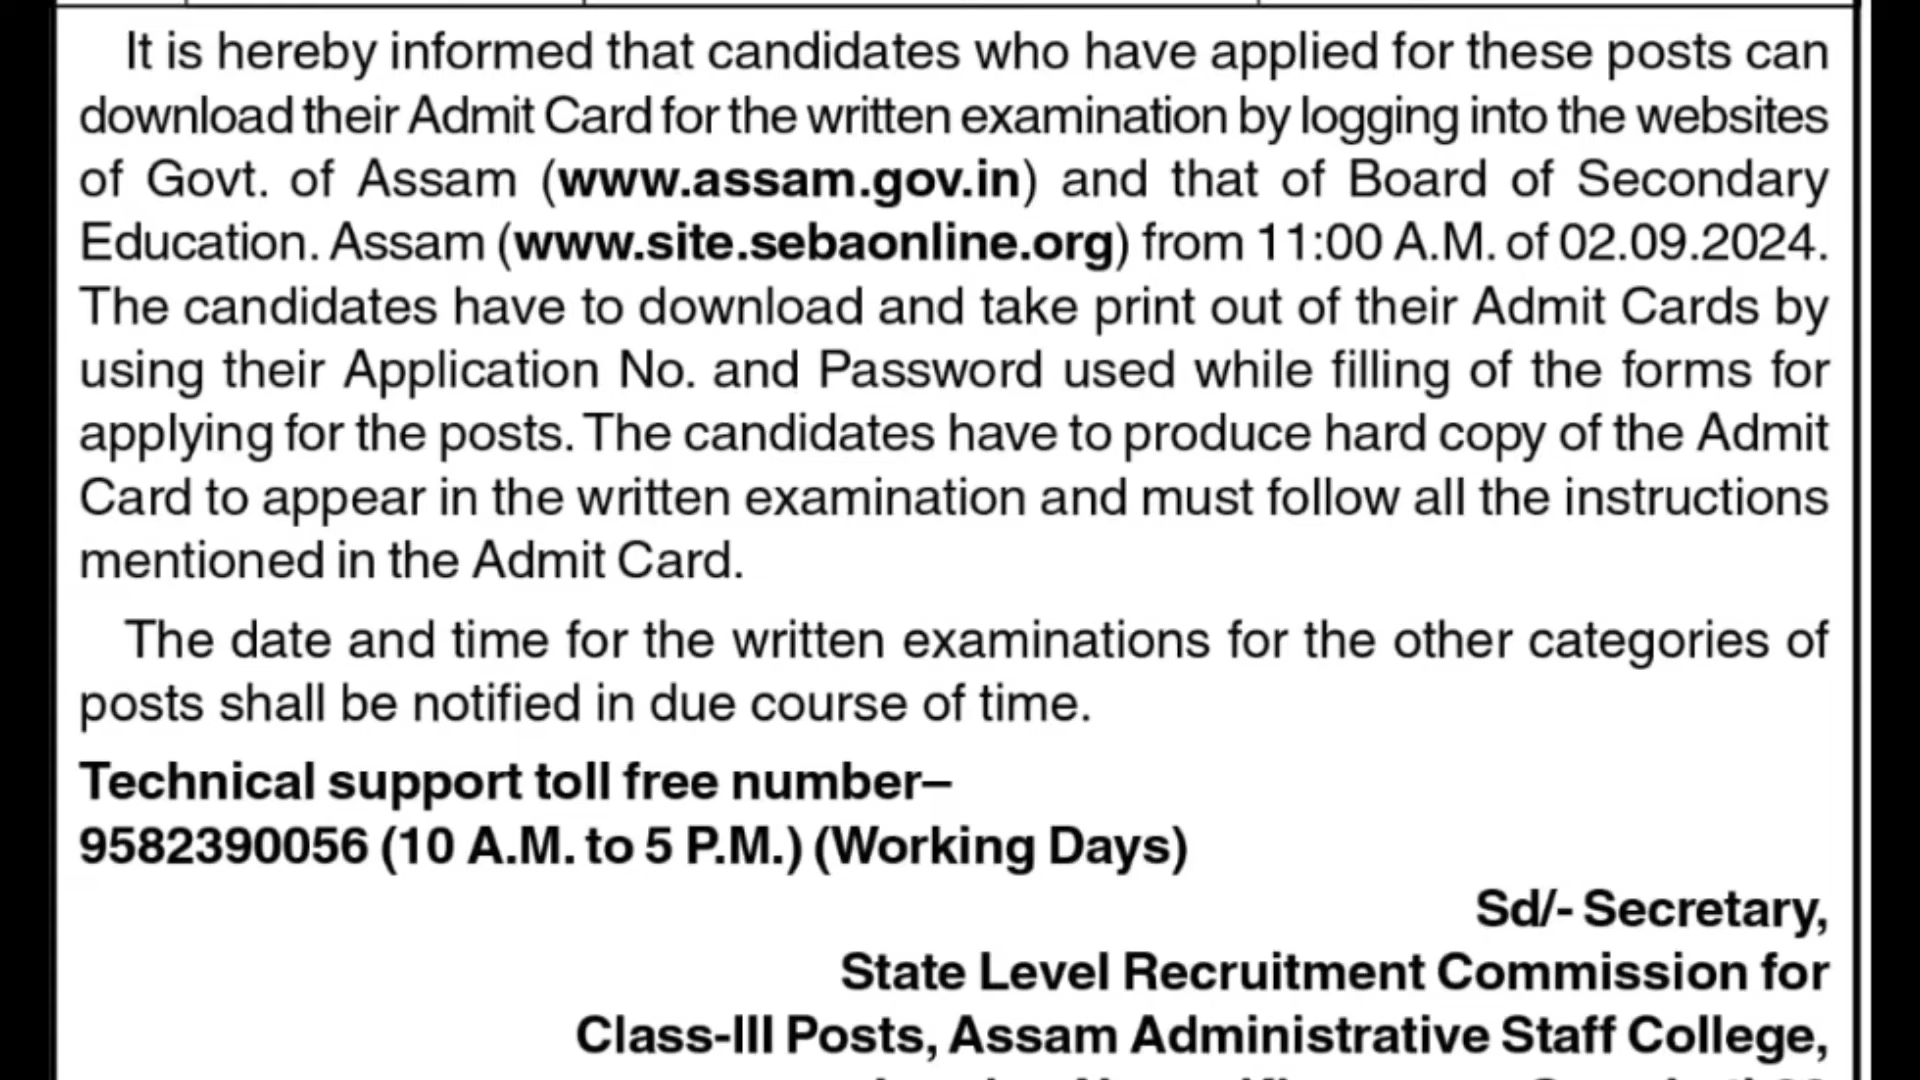 It is hereby informed that candidates who have applied for these posts can
download their Admit Card for the written examination by logging into the websites
of Govt. of Assam (www.assam.gov.in) and that of Board of Secondary
Education. Assam (www.site.sebaonline.org) from 11:00 A.M. of 02.09.2024.
The candidates have to download and take print out of their Admit Cards by
using their Application No. and Password used while filling of the forms for
applying for the posts. The candidates have to produce hard copy of the Admit
Card to appear in the written examination and must follow all the instructions
mentioned in the Admit Card.
The date and time for the written examinations for the other categories of
posts shall be notified in due course of time.
Technical support toll free number–
9582390056 (10 A.M. to 5 P.M.) (Working Days)
Sd/- Secretary,
State Level Recruitment Commission for
Class-III Posts, Assam Administrative Staff College,